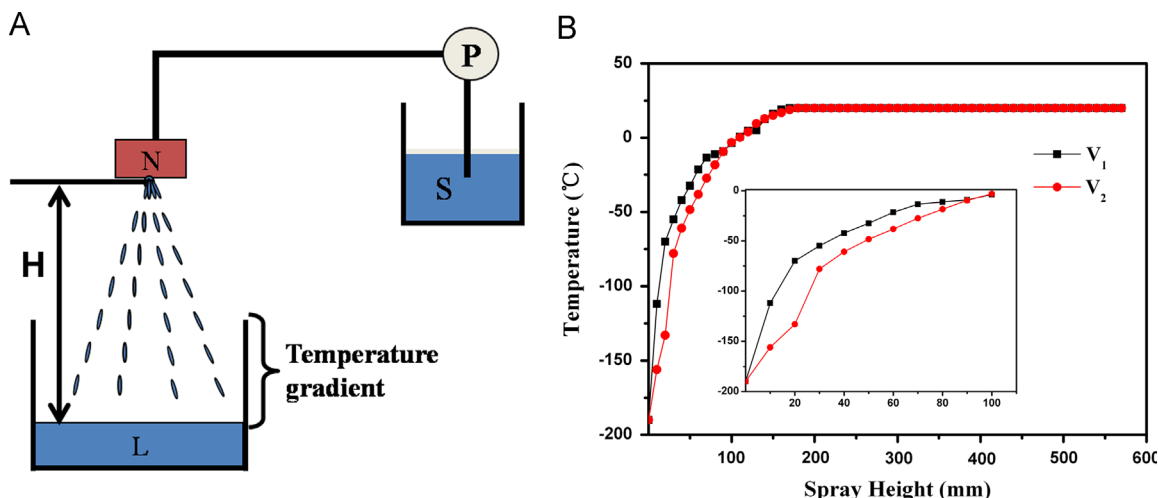 A
P
N
S
H
Temperature
gradient
L
B
50
0
-50
-100
-150
-200
Temperature (℃)
100
200
300
400
500
600
Spray Height (mm)
V1
V2
0
-50
-100
-150
-200
20
40
60
80
100